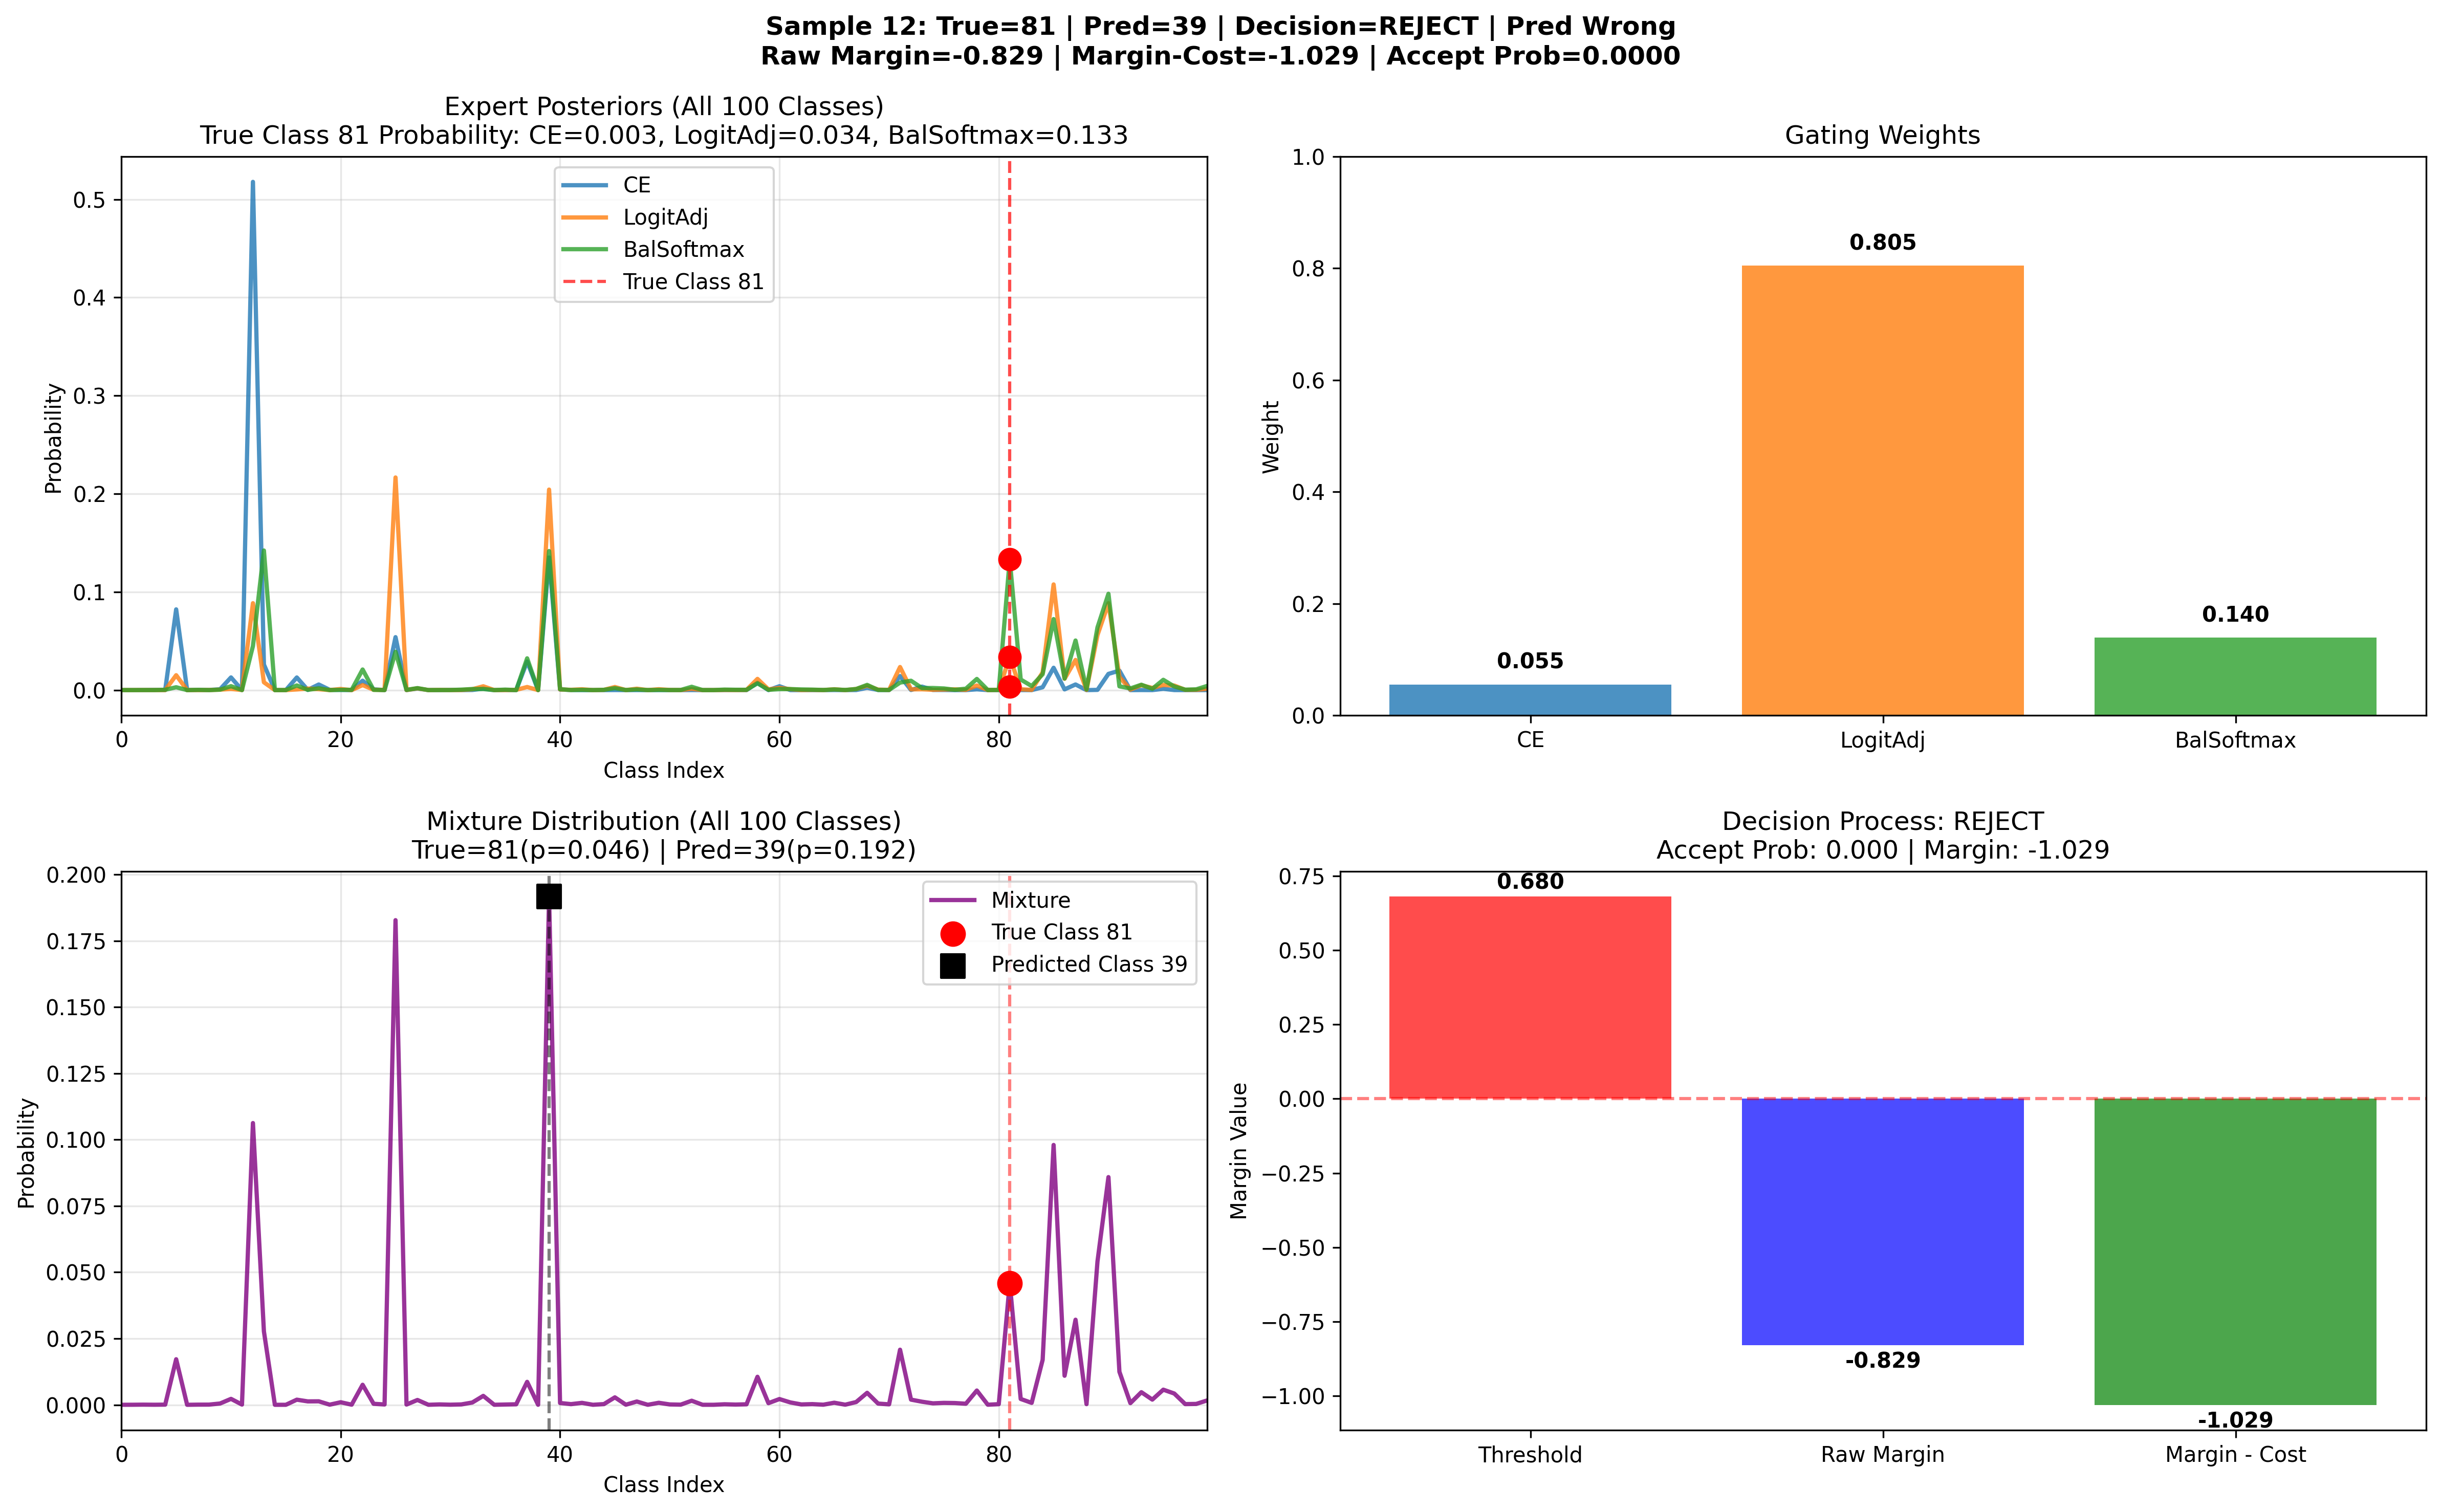 Sample 12: True=81 | Pred=39 | Decision=REJECT | Pred Wrong
Raw Margin=-0.829 | Margin-Cost=-1.029 | Accept Prob=0.0000
Expert Posteriors (All 100 Classes)
True Class 81 Probability: CE=0.003, LogitAdj=0.034, BalSoftmax=0.133
CE
LogitAdj
BalSoftmax
True Class 81
Probability
0.5
0.4
0.3
0.2
0.1
0.0
0 20 40 60 80
Class Index
Gating Weights
Weight
1.0
0.8
0.6
0.4
0.2
0.0
0.055
0.805
0.140
CE LogitAdj BalSoftmax
Mixture Distribution (All 100 Classes)
True=81(p=0.046) | Pred=39(p=0.192)
Mixture
True Class 81
Predicted Class 39
Probability
0.200
0.175
0.150
0.125
0.100
0.075
0.050
0.025
0.000
0 20 40 60 80
Class Index
Decision Process: REJECT
Accept Prob: 0.000 | Margin: -1.029
Margin Value
0.75
0.50
0.25
0.00
−0.25
−0.50
−0.75
−1.00
0.680
-0.829
-1.029
Threshold Raw Margin Margin - Cost